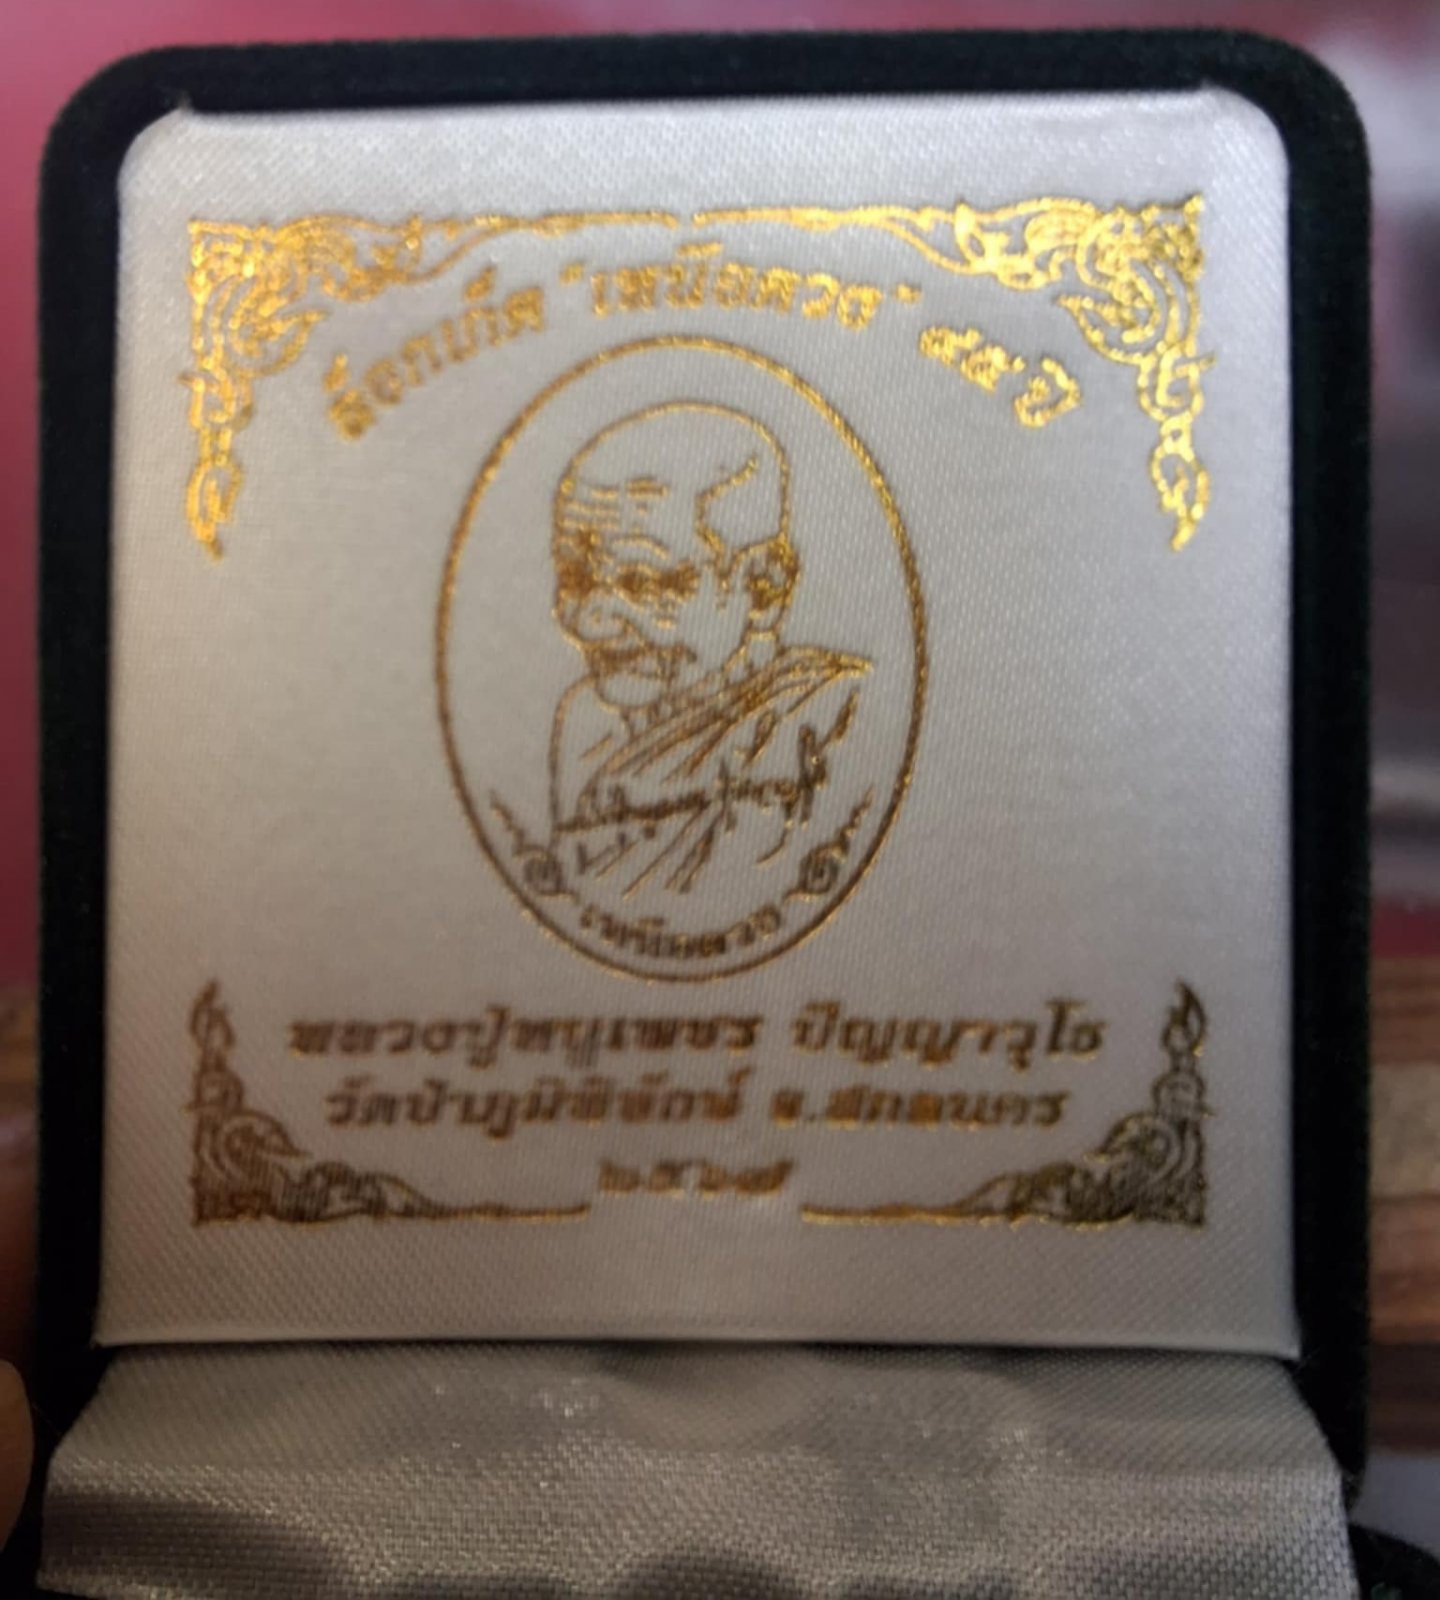 ล็อกเก็ต "เหนือดวง" ๙๙ ปี
เหนือดวง
หลวงปู่หนูเพชร ปัญญาวุโธ
วัดป่าภูมิพิทักษ์ จ.สกลนคร
๒๕๖๗